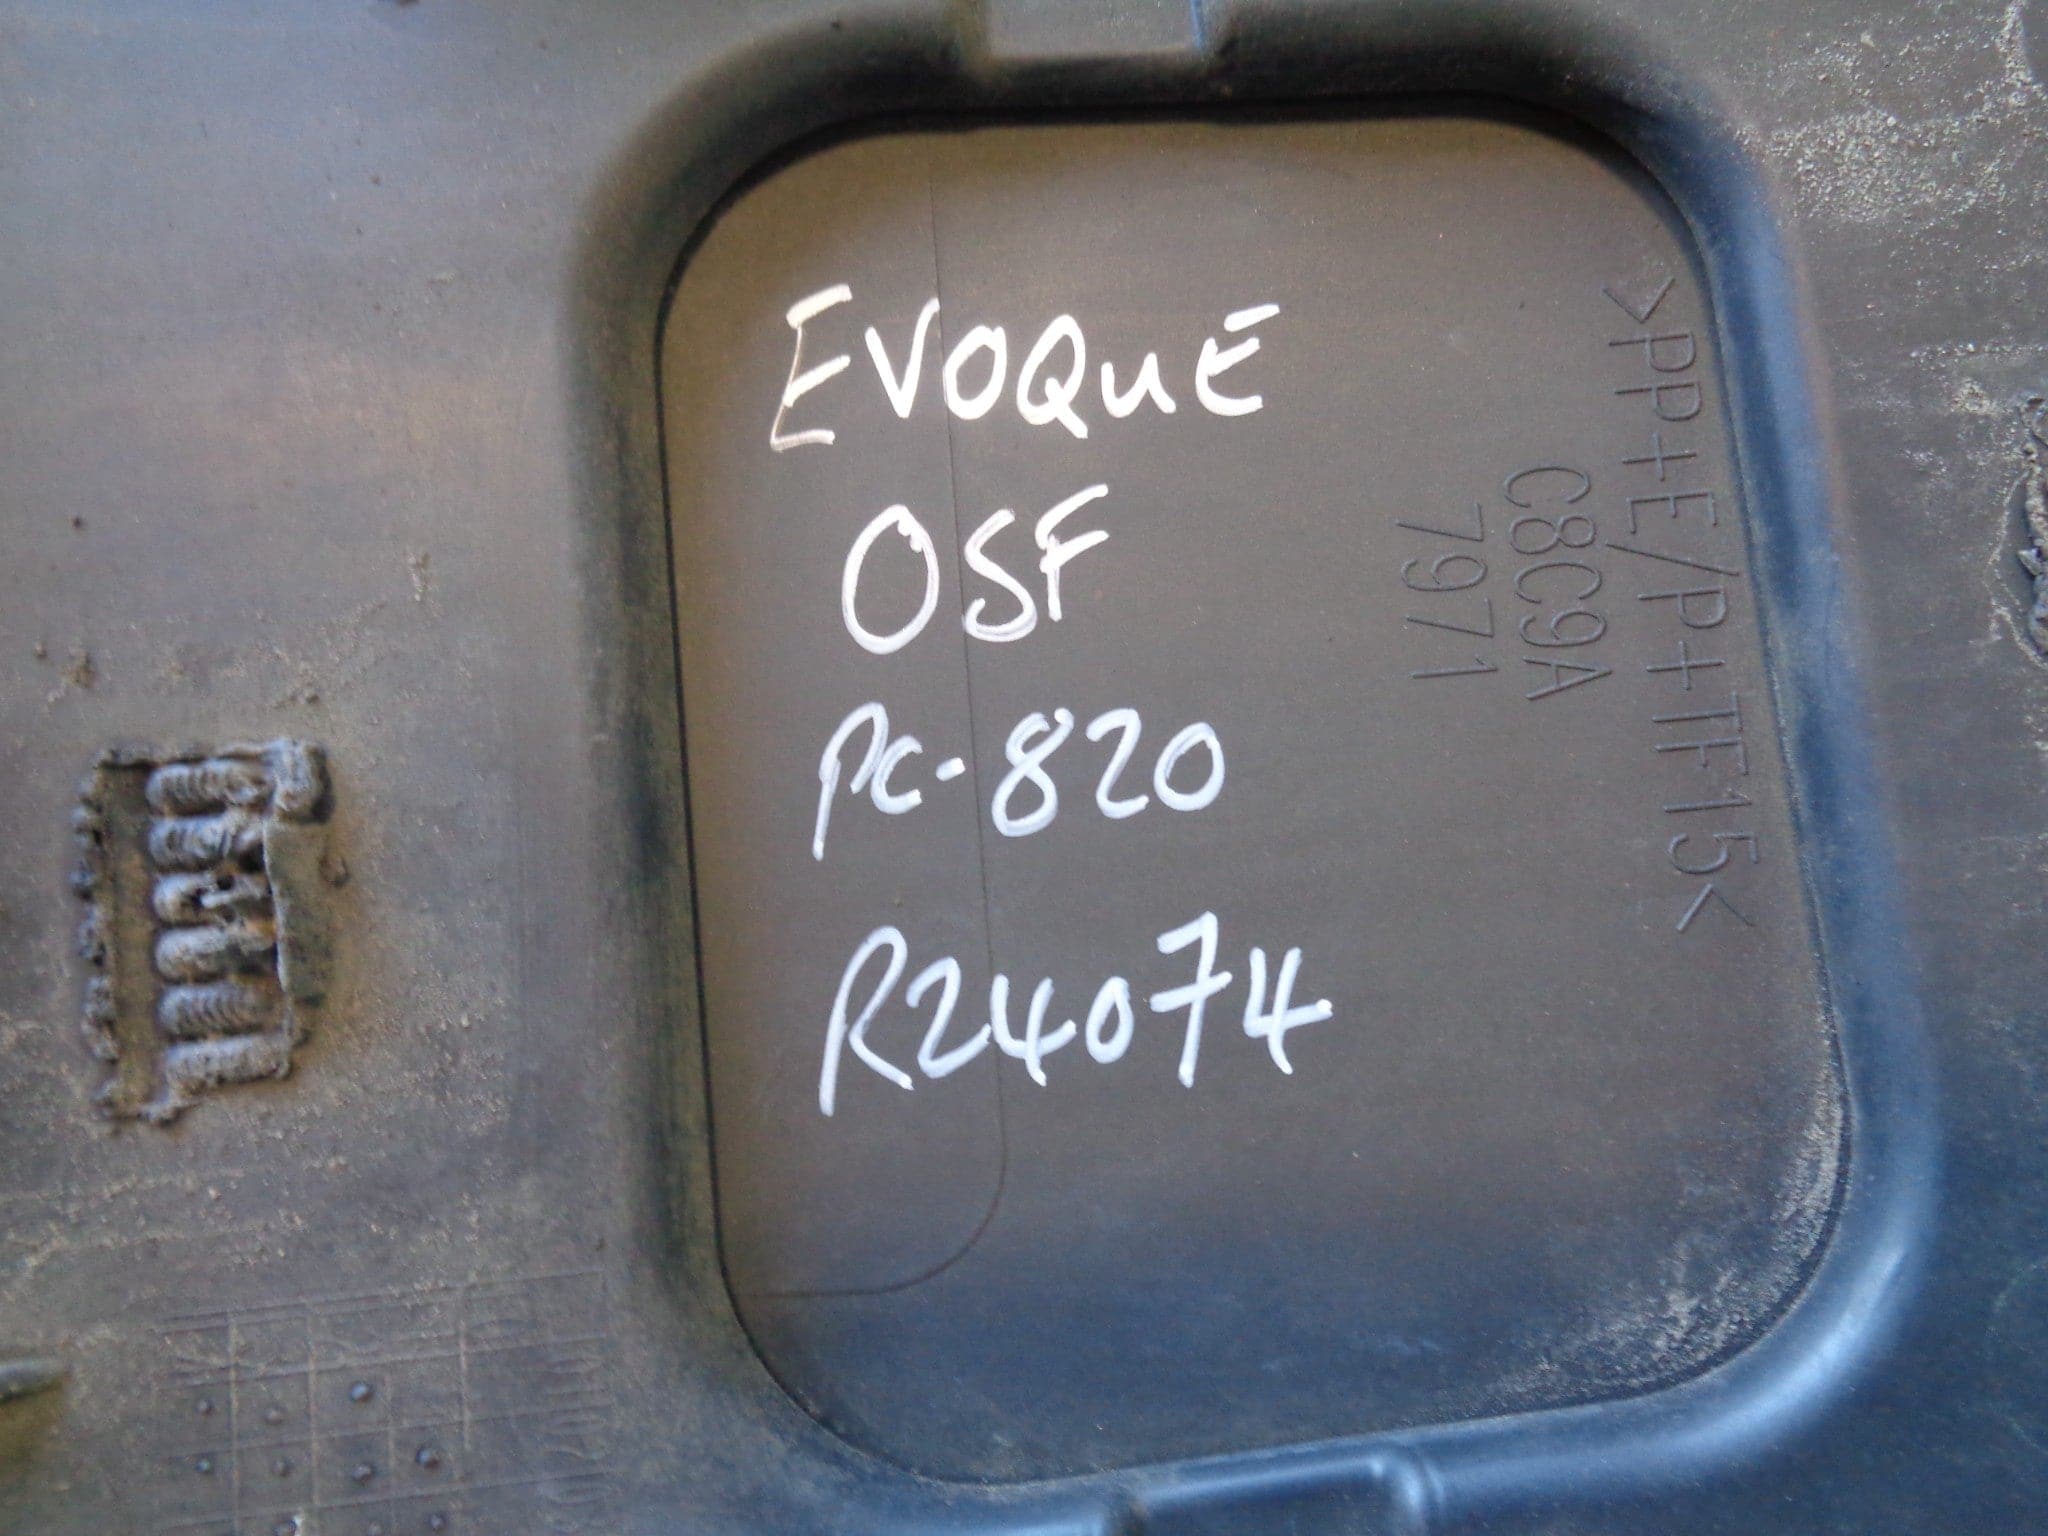 EVOQUE
OSF
PC-820
R24074
>PP+E/P+TF15<
C8C9A
7971